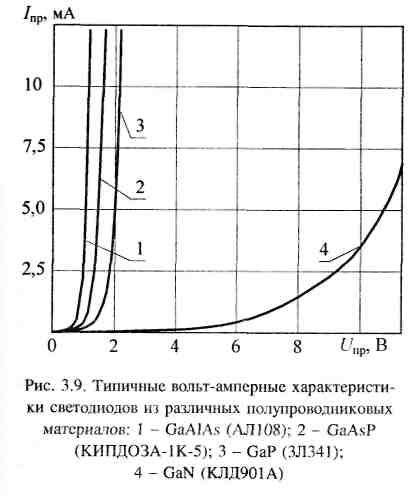 Iпр, мА
10
7,5
5,0
2,5
0
3
2
1
4
0 2 4 6 8 Uпр, В
Рис. 3.9. Типичные вольт-амперные характеристи-
ки светодиодов из различных полупроводниковых
материалов: 1 – GaAlAs (АЛ108); 2 – GaAsP
(КИПДОЗА-1К-5); 3 – GaP (3Л341);
4 – GaN (КЛД901А)